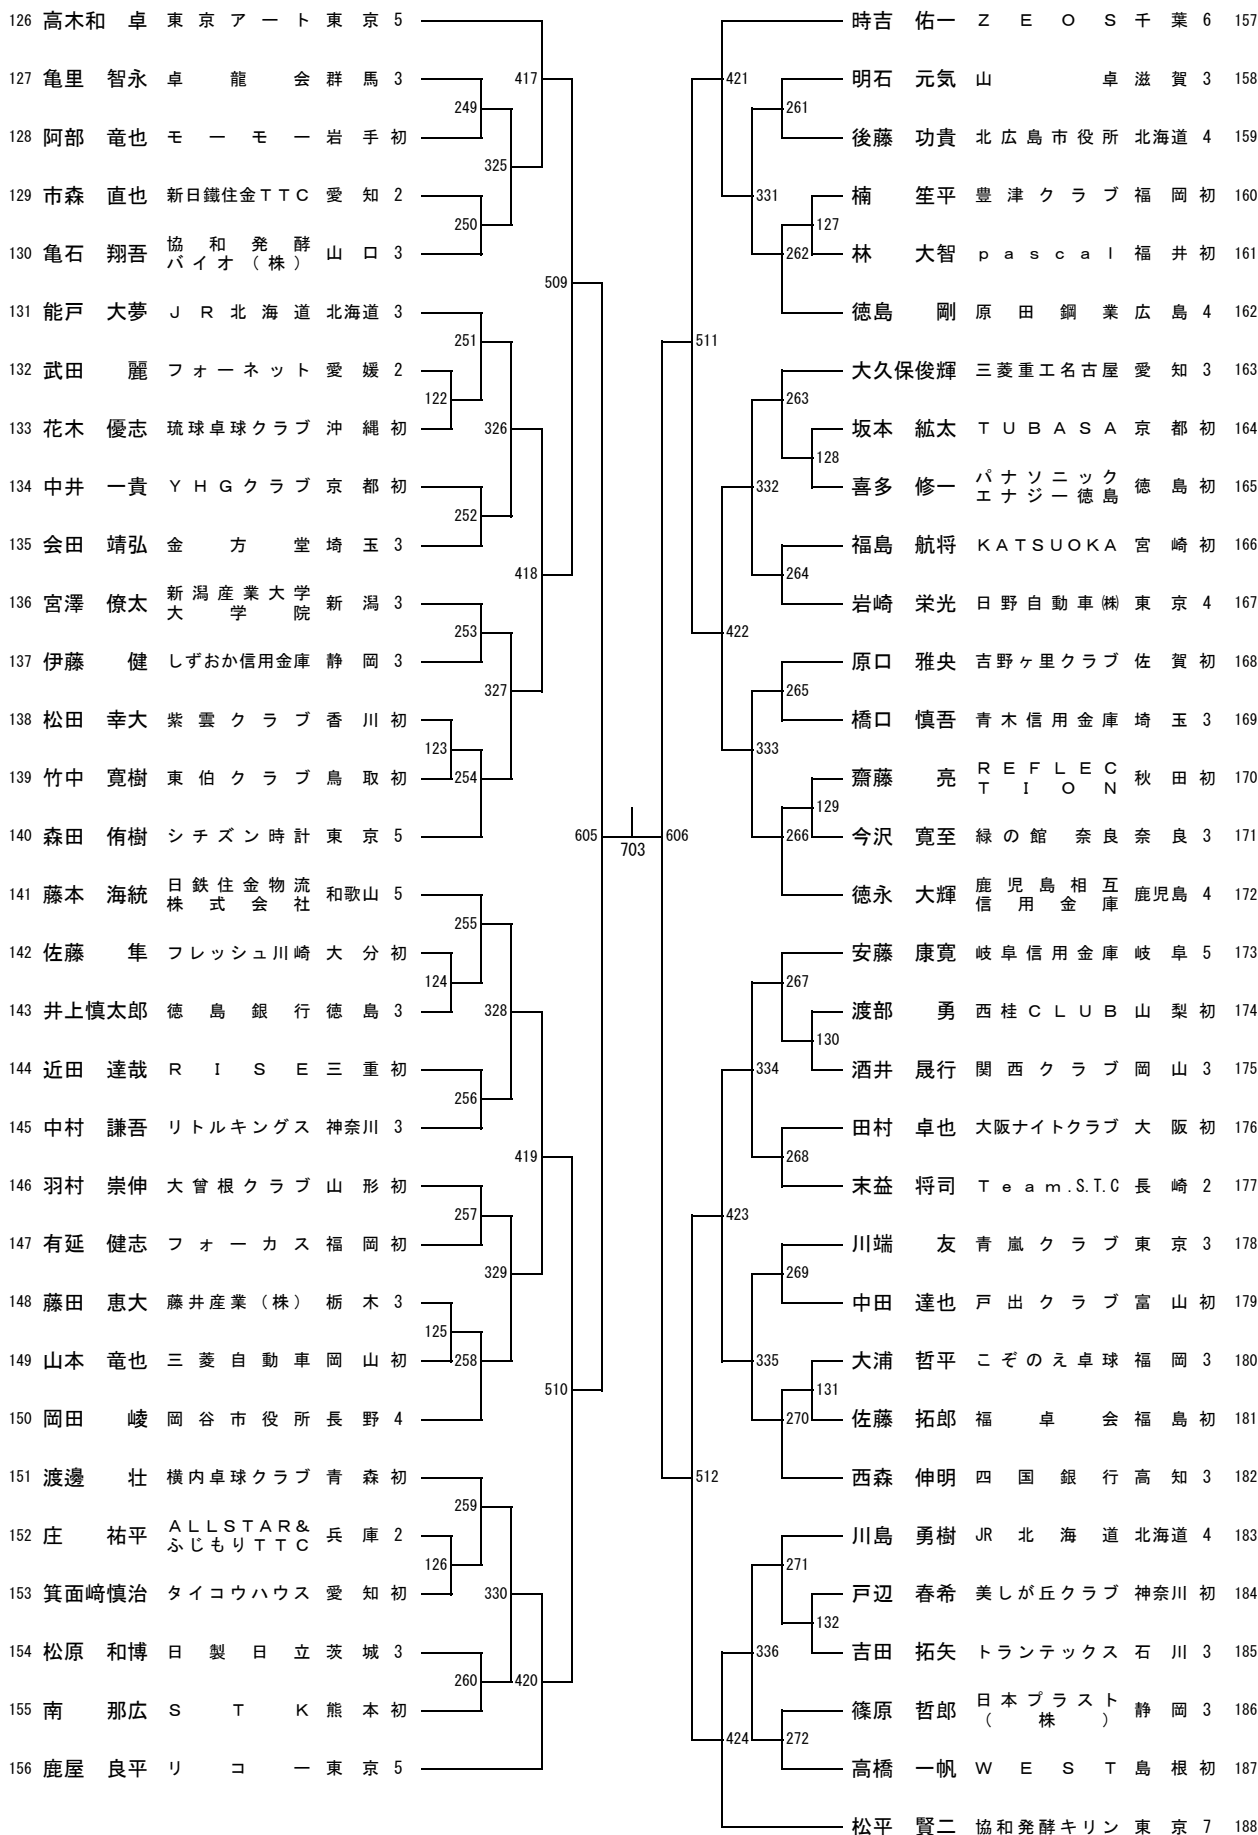 126 高木和 卓 東京アート 東京 5
127 亀里 智永 卓龍会 群馬 3
128 阿部 竜也 モーモー 岩手 初
129 市森 直也 新日鐵住金TTC 愛知 2
130 亀石 翔吾 協和発酵バイオ(株) 山口 3
131 能戸 大夢 JR北海道 北海道 3
132 武田 麗 フォーネット 愛媛 2
133 花木 優志 琉球卓球クラブ 沖縄 初
134 中井 一貴 YHGクラブ 京都 初
135 会田 靖弘 金方堂 埼玉 3
136 宮澤 僚太 新潟産業大学大学院 新潟 3
137 伊藤 健 しずおか信用金庫 静岡 3
138 松田 幸大 紫雲クラブ 香川 初
139 竹中 寛樹 東伯クラブ 鳥取 初
140 森田 侑樹 シチズン時計 東京 5
141 藤本 海統 日鉄住金物流株式会社 和歌山 5
142 佐藤 隼 フレッシュ川崎 大分 初
143 井上慎太郎 徳島銀行 徳島 3
144 近田 達哉 RISE 三重 初
145 中村 謙吾 リトルキングス 神奈川 3
146 羽村 崇伸 大曾根クラブ 山形 初
147 有延 健志 フォーカス 福岡 初
148 藤田 恵大 藤井産業(株) 栃木 3
149 山本 竜也 三菱自動車 岡山 初
150 岡田 崚 岡谷市役所 長野 4
151 渡邊 壮 横内卓球クラブ 青森 初
152 庄 祐平 ALLSTAR&ふじもりTTC 兵庫 2
153 箕面﨑慎治 タイコウハウス 愛知 初
154 松原 和博 日製日立 茨城 3
155 南 那広 STK 熊本 初
156 鹿屋 良平 リコー 東京 5
417
249
325
250
509
251
122
326
252
418
253
327
123
254
605
703
606
255
124
328
256
419
257
329
125
258
510
259
126
330
260
420
421
261
331
127
262
511
263
128
332
264
422
265
333
129
266
267
130
334
268
423
269
335
131
270
512
271
132
336
272
424
時吉 佑一 ZEOS 千葉 6 157
明石 元気 山卓 滋賀 3 158
後藤 功貴 北広島市役所 北海道 4 159
楠 笙平 豊津クラブ 福岡 初 160
林 大智 pascal 福井 初 161
徳島 剛 原田鋼業 広島 4 162
大久保俊輝 三菱重工名古屋 愛知 3 163
坂本 紘太 TUBASA 京都 初 164
喜多 修一 パナソニックエナジー徳島 徳島 初 165
福島 航将 KATSUOKA 宮崎 初 166
岩崎 栄光 日野自動車㈱ 東京 4 167
原口 雅央 吉野ヶ里クラブ 佐賀 初 168
橋口 慎吾 青木信用金庫 埼玉 3 169
齋藤 亮 REFLECTION 秋田 初 170
今沢 寛至 緑の館 奈良 奈良 3 171
徳永 大輝 鹿児島相互信用金庫 鹿児島 4 172
安藤 康寛 岐阜信用金庫 岐阜 5 173
渡部 勇 西桂CLUB 山梨 初 174
酒井 晟行 関西クラブ 岡山 3 175
田村 卓也 大阪ナイトクラブ 大阪 初 176
末益 将司 Team.S.T.C 長崎 2 177
川端 友 青嵐クラブ 東京 3 178
中田 達也 戸出クラブ 富山 初 179
大浦 哲平 こぞのえ卓球 福岡 3 180
佐藤 拓郎 福卓会 福島 初 181
西森 伸明 四国銀行 高知 3 182
川島 勇樹 JR北海道 北海道 4 183
戸辺 春希 美しが丘クラブ 神奈川 初 184
吉田 拓矢 トランテックス 石川 3 185
篠原 哲郎 日本プラスト(株) 静岡 3 186
高橋 一帆 WEST 島根 初 187
松平 賢二 協和発酵キリン 東京 7 188